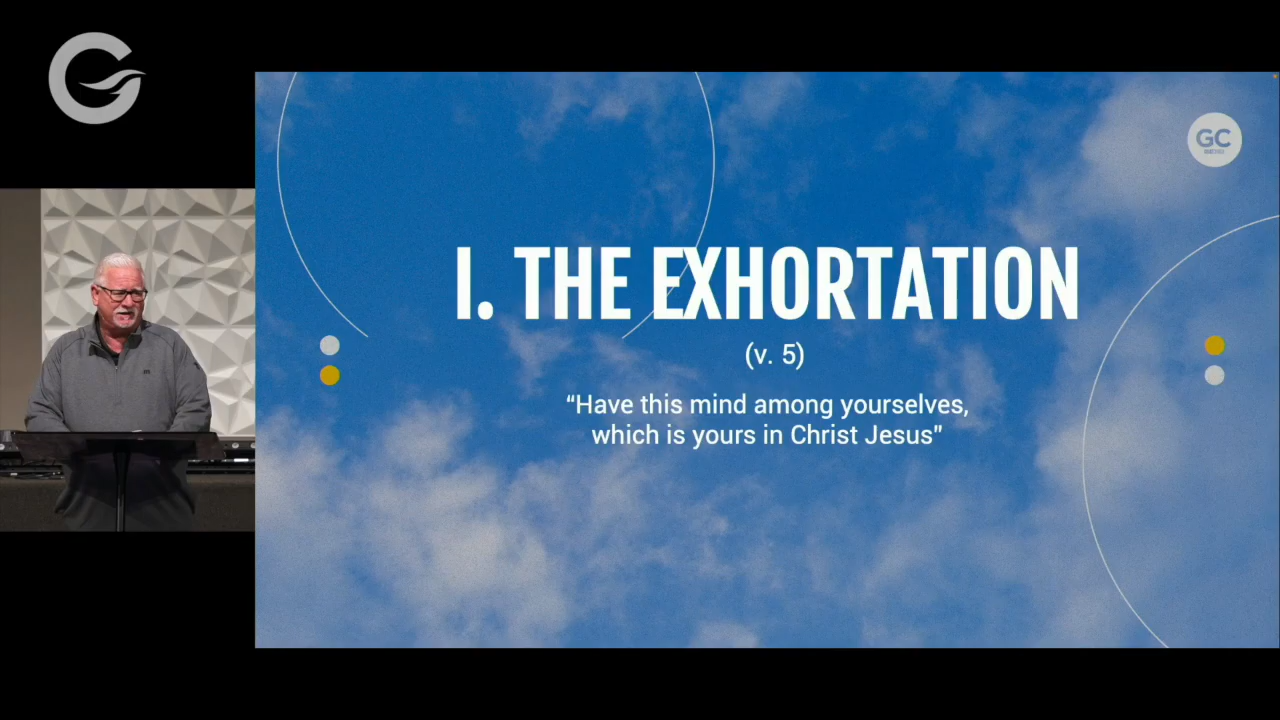 GC
I. THE EXHORTATION
(v. 5)
“Have this mind among yourselves,
which is yours in Christ Jesus”